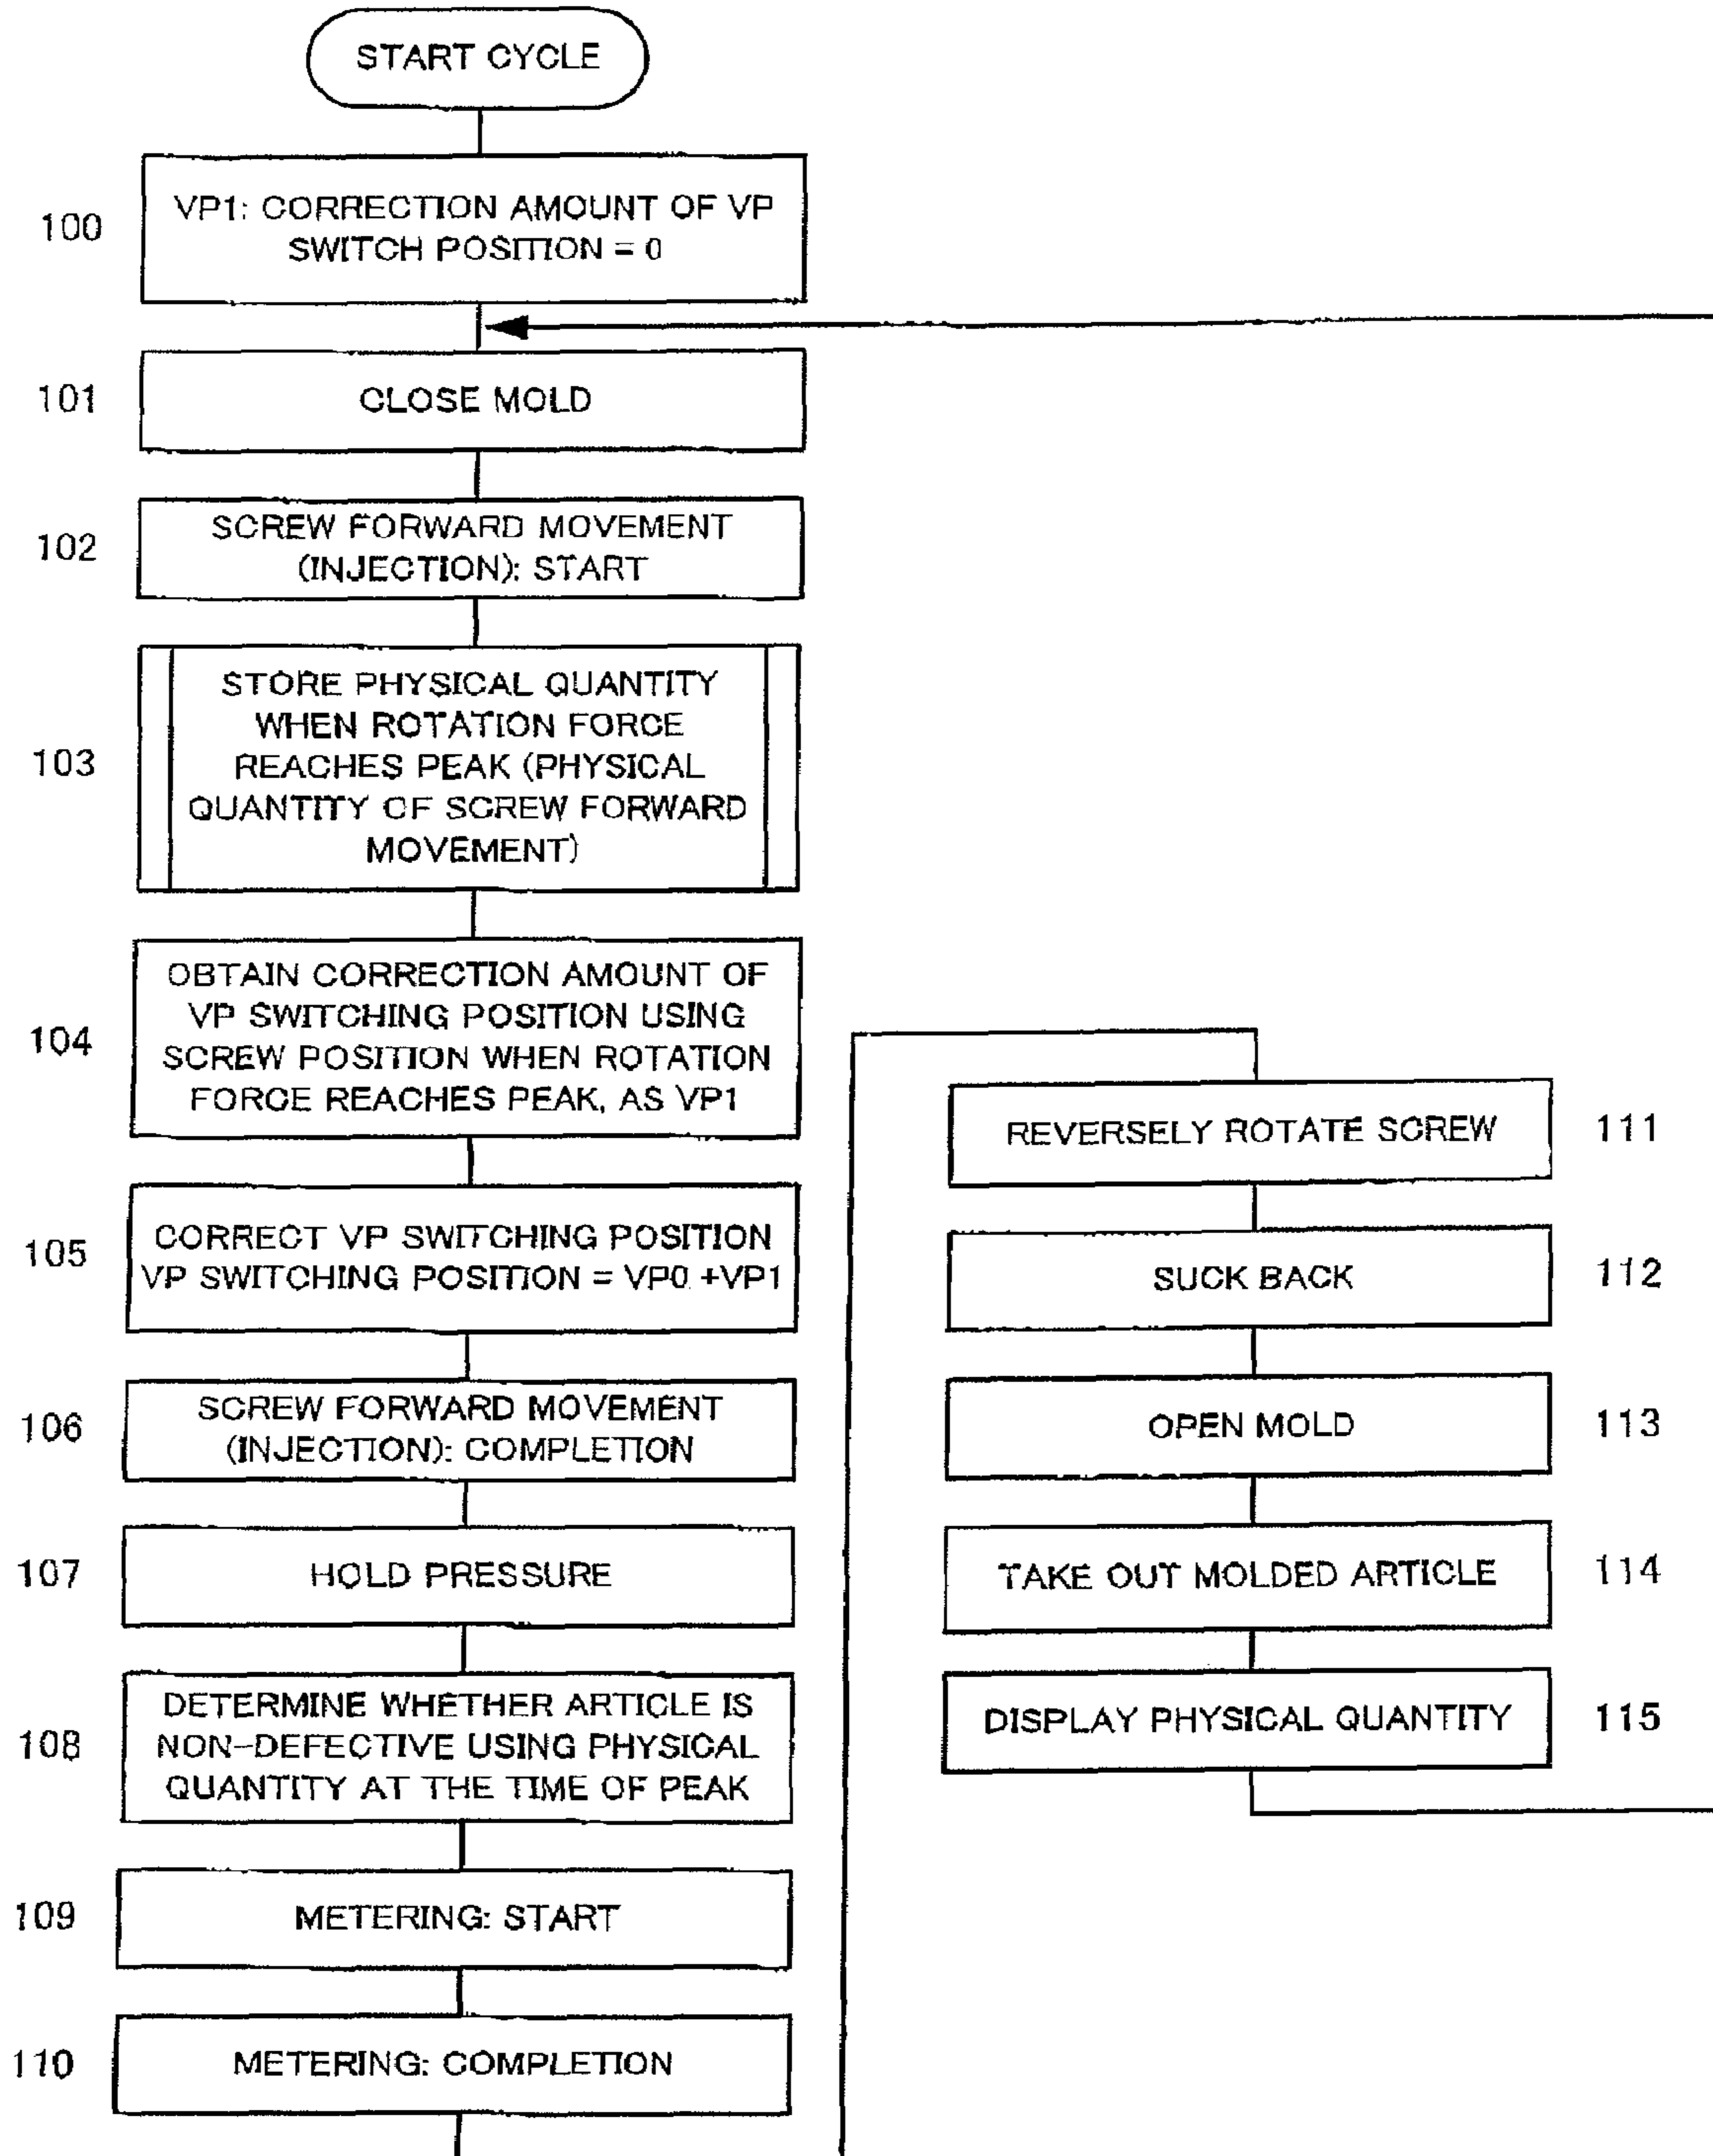 START CYCLE
100
VP1: CORRECTION AMOUNT OF VP
SWITCH POSITION = 0
101
CLOSE MOLD
102
SCREW FORWARD MOVEMENT
(INJECTION): START
103
STORE PHYSICAL QUANTITY
WHEN ROTATION FORCE
REACHES PEAK (PHYSICAL
QUANTITY OF SCREW FORWARD
MOVEMENT)
104
OBTAIN CORRECTION AMOUNT OF
VP SWITCHING POSITION USING
SCREW POSITION WHEN ROTATION
FORCE REACHES PEAK, AS VP1
105
CORRECT VP SWITCHING POSITION
VP SWITCHING POSITION = VP0 +VP1
106
SCREW FORWARD MOVEMENT
(INJECTION): COMPLETION
107
HOLD PRESSURE
108
DETERMINE WHETHER ARTICLE IS
NON-DEFECTIVE USING PHYSICAL
QUANTITY AT THE TIME OF PEAK
109
METERING: START
110
METERING: COMPLETION
REVERSELY ROTATE SCREW
111
SUCK BACK
112
OPEN MOLD
113
TAKE OUT MOLDED ARTICLE
114
DISPLAY PHYSICAL QUANTITY
115